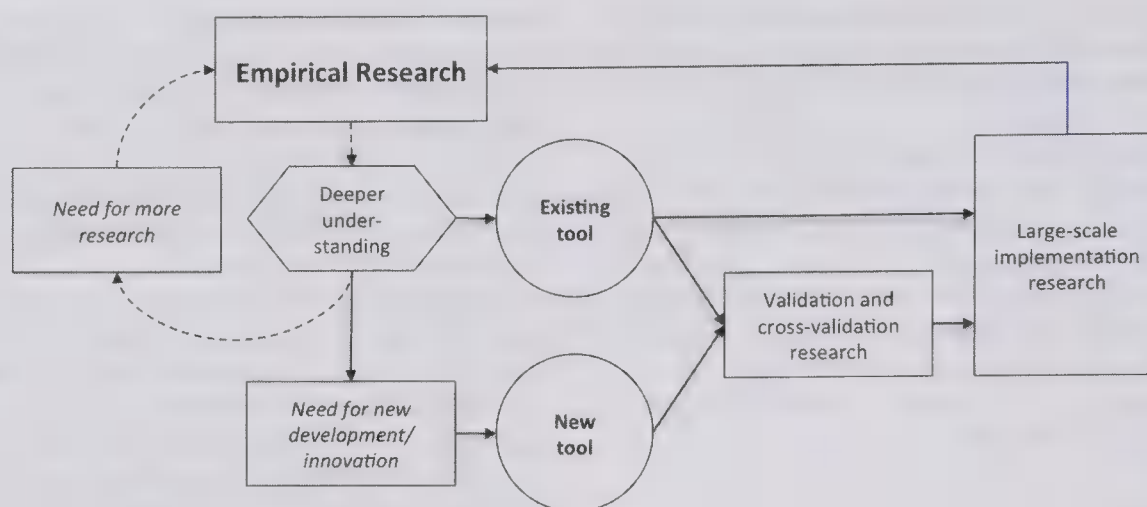 Empirical Research
Need for more
research
Deeper
under-
standing
Existing
tool
Large-scale
implementation
research
Validation and
cross-validation
research
Need for new
development/
innovation
New
tool